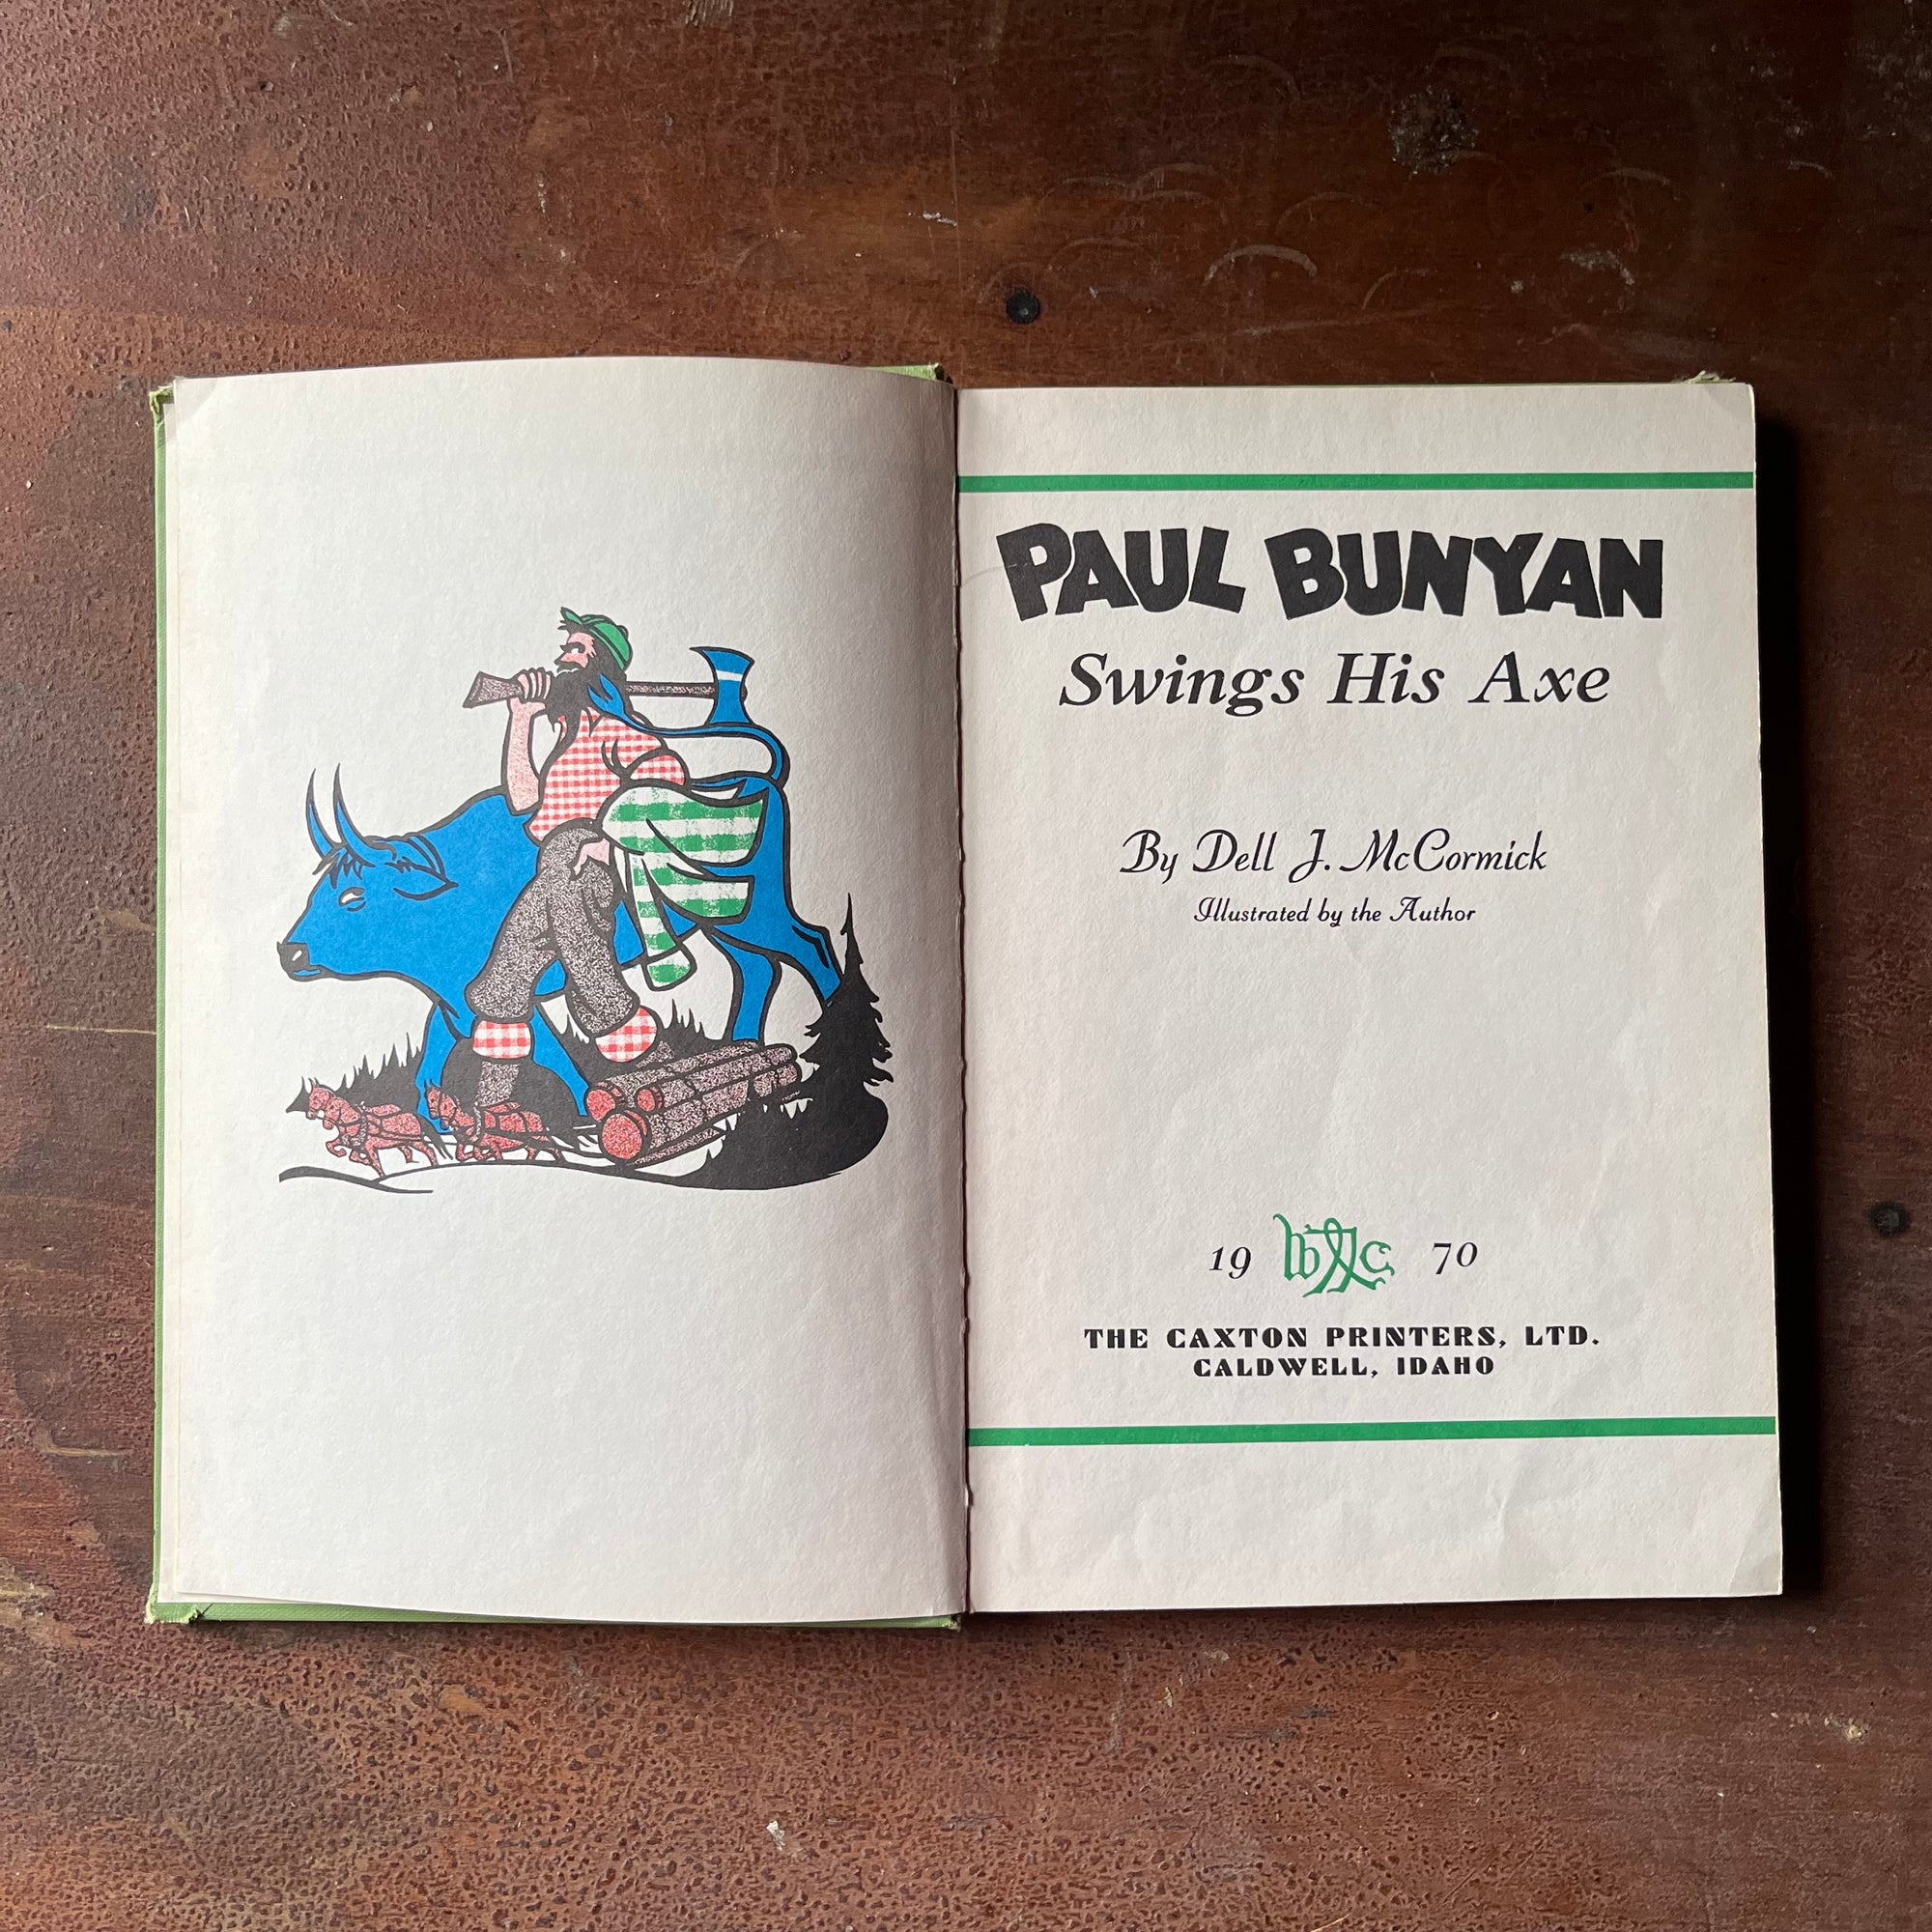 PAUL BUNYAN
Swings His Axe
By Dell J. McCormick
Illustrated by the Author
19 70
THE CAXTON PRINTERS, LTD.
CALDWELL, IDAHO